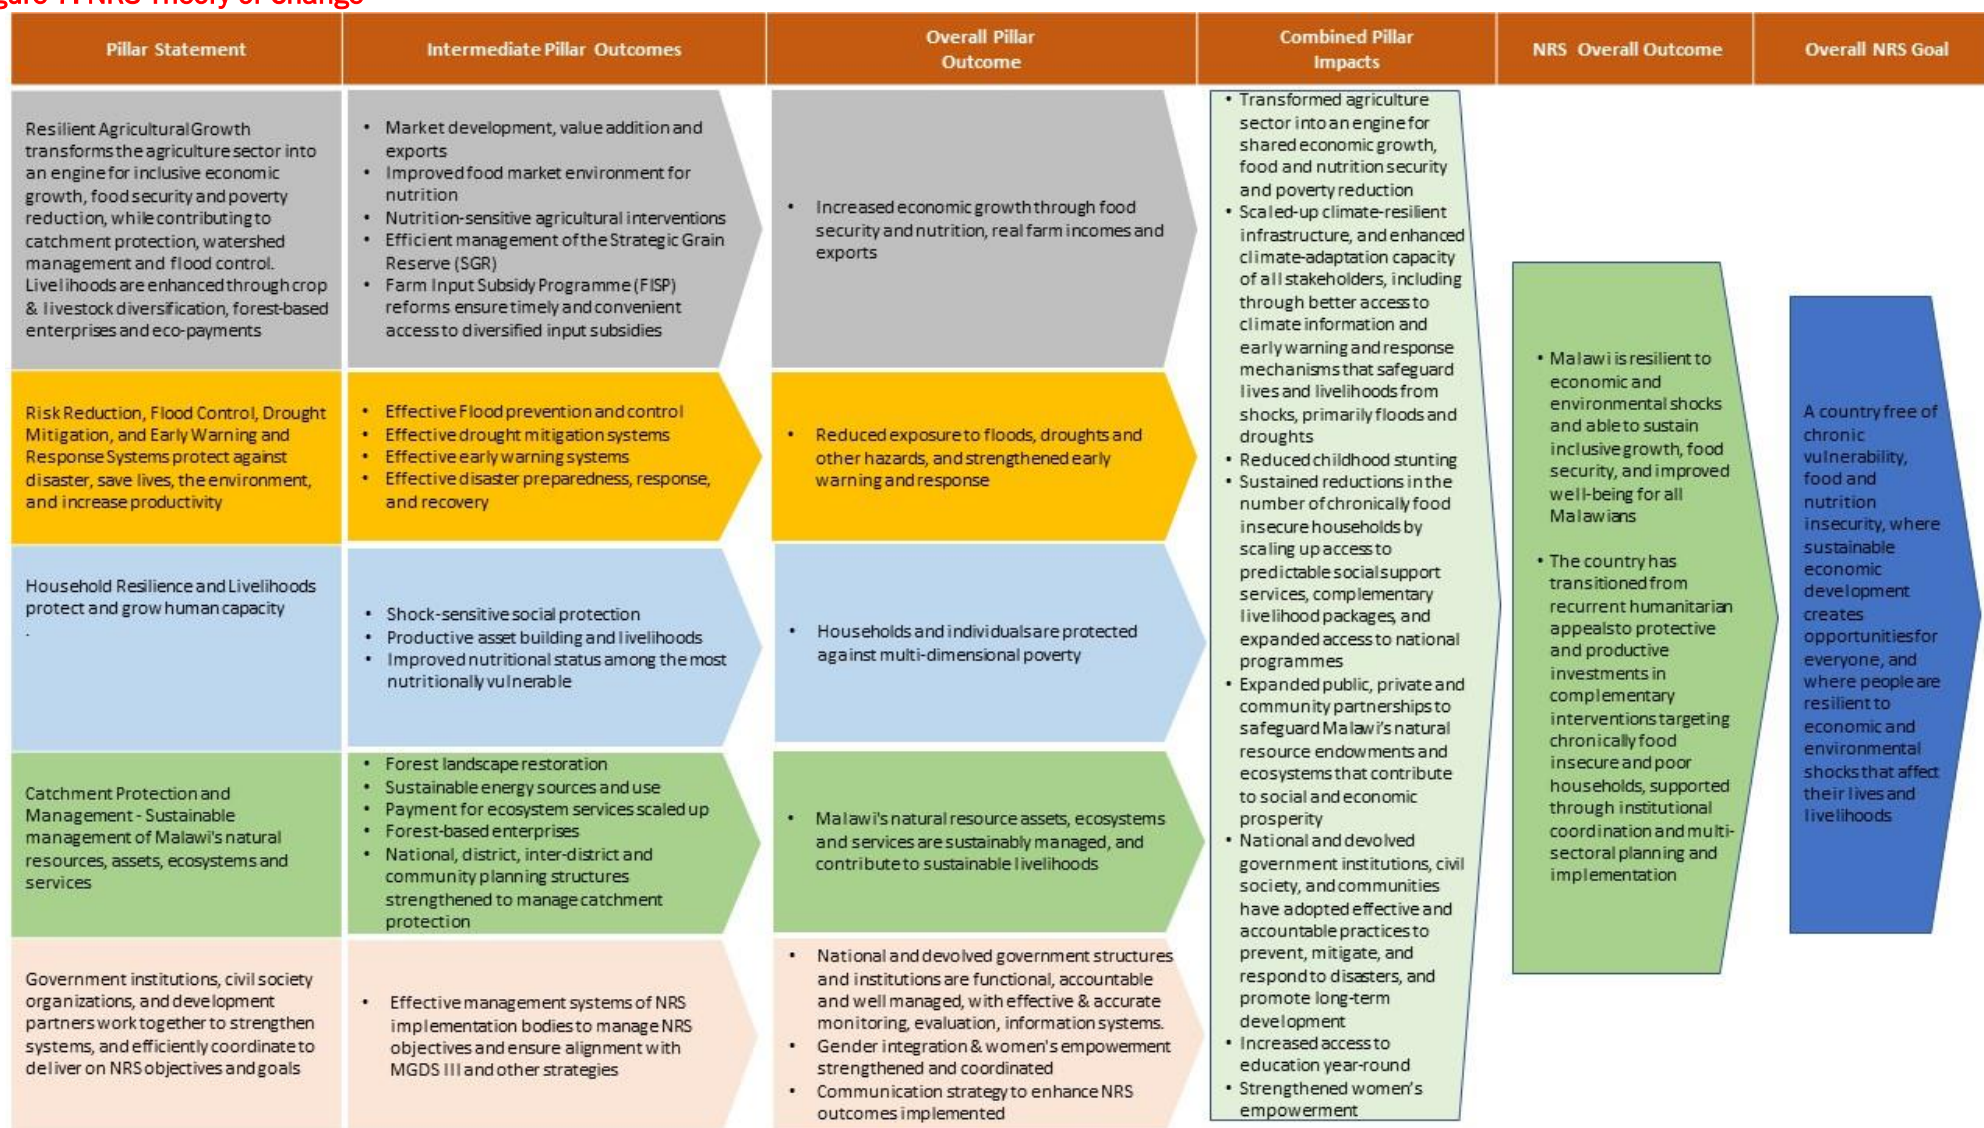 Figure 1: NRS Theory of Change
Pillar Statement
Intermediate Pillar Outcomes
Overall Pillar
Outcome
Combined Pillar
Impacts
NRS Overall Outcome
Overall NRS Goal
Resilient Agricultural Growth
transforms the agriculture sector into
an engine for inclusive economic
growth, food security and poverty
reduction, while contributing to
catchment protection, watershed
management and flood control.
Livelihoods are enhanced through crop
& livestock diversification, forest-based
enterprises and eco-payments
• Market development, value addition and
exports
• Improved food market environment for
nutrition
• Nutrition-sensitive agricultural interventions
• Efficient management of the Strategic Grain
Reserve (SGR)
• Farm Input Subsidy Programme (FISP)
reforms ensure timely and convenient
access to diversified input subsidies
• Increased economic growth through food
security and nutrition, real farm incomes and
exports
Risk Reduction, Flood Control, Drought
Mitigation, and Early Warning and
Response Systems protect against
disaster, save lives, the environment,
and increase productivity
• Effective Flood prevention and control
• Effective drought mitigation systems
• Effective early warning systems
• Effective disaster preparedness, response,
and recovery
• Reduced exposure to floods, droughts and
other hazards, and strengthened early
warning and response
Household Resilience and Livelihoods
protect and grow human capacity
.
• Shock-sensitive social protection
• Productive asset building and livelihoods
• Improved nutritional status among the most
nutritionally vulnerable
• Households and individuals are protected
against multi-dimensional poverty
Catchment Protection and
Management - Sustainable
management of Malawi's natural
resources, assets, ecosystems and
services
• Forest landscape restoration
• Sustainable energy sources and use
• Payment for ecosystem services scaled up
• Forest-based enterprises
• National, district, inter-district and
community planning structures
strengthened to manage catchment
protection
• Malawi's natural resource assets, ecosystems
and services are sustainably managed, and
contribute to sustainable livelihoods
Government institutions, civil society
organizations, and development
partners work together to strengthen
systems, and efficiently coordinate to
deliver on NRS objectives and goals
• Effective management systems of NRS
implementation bodies to manage NRS
objectives and ensure alignment with
MGDS III and other strategies
• National and devolved government structures
and institutions are functional, accountable
and well managed, with effective & accurate
monitoring, evaluation, information systems.
• Gender integration & women's empowerment
strengthened and coordinated
• Communication strategy to enhance NRS
outcomes implemented
• Transformed agriculture
sector into an engine for
shared economic growth,
food and nutrition security
and poverty reduction
• Scaled-up climate-resilient
infrastructure, and enhanced
climate-adaptation capacity
of all stakeholders, including
through better access to
climate information and
early warning and response
mechanisms that safeguard
lives and livelihoods from
shocks, primarily floods and
droughts
• Reduced childhood stunting
• Sustained reductions in the
number of chronically food
insecure households by
scaling up access to
predictable social support
services, complementary
livelihood packages, and
expanded access to national
programmes
• Expanded public, private and
community partnerships to
safeguard Malawi's natural
resource endowments and
ecosystems that contribute
to social and economic
prosperity
• National and devolved
government institutions, civil
society, and communities
have adopted effective and
accountable practices to
prevent, mitigate, and
respond to disasters, and
promote long-term
development
• Increased access to
education year-round
• Strengthened women's
empowerment
• Malawi is resilient to
economic and
environmental shocks
and able to sustain
inclusive growth, food
security, and improved
well-being for all
Malawians
• The country has
transitioned from
recurrent humanitarian
appeals to protective
and productive
investments in
complementary
interventions targeting
chronically food
insecure and poor
households, supported
through institutional
coordination and multi-
sectoral planning and
implementation
A country free of
chronic
vulnerability,
food and
nutrition
insecurity, where
sustainable
economic
development
creates
opportunities for
everyone, and
where people are
resilient to
economic and
environmental
shocks that affect
their lives and
livelihoods